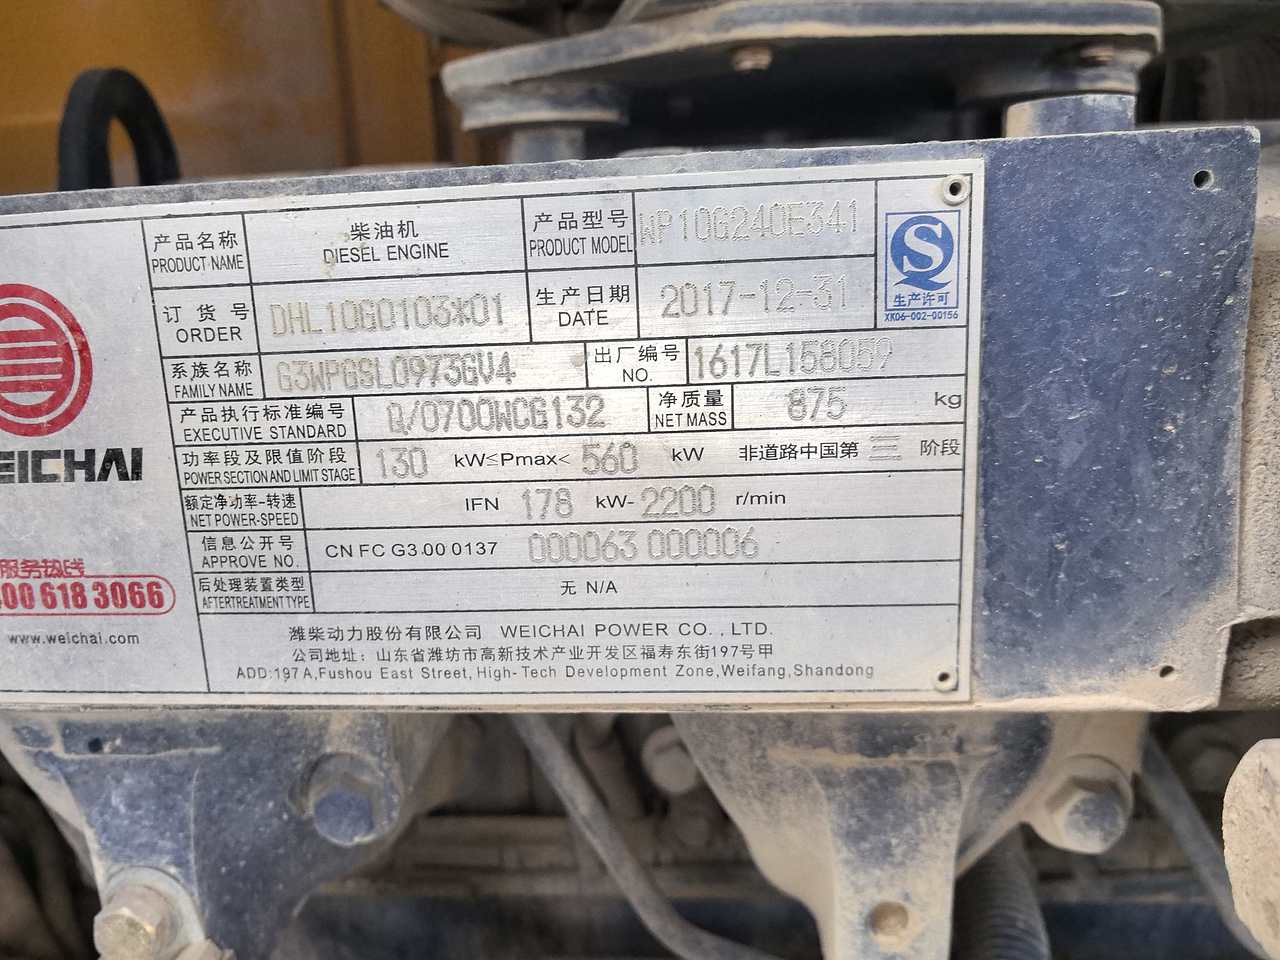 WEICHAI
服务热线
400 618 3066
www.weichai.com
产品名称 PRODUCT NAME 柴油机 DIESEL ENGINE 产品型号 PRODUCT MODEL WP10G240E341
订货号 ORDER DHL10G0103*01 生产日期 DATE 2017-12-31
S 生产许可 XK06-002-00156
系族名称 FAMILY NAME G3WPGSL0973GV4 出厂编号 NO. 1617L158059
产品执行标准编号 EXECUTIVE STANDARD Q/0700WCG132 净质量 NET MASS 875 kg
功率段及限值阶段 POWER SECTION AND LIMIT STAGE 130 kW≤Pmax< 560 kW 非道路中国第 三 阶段
额定净功率-转速 NET POWER-SPEED IFN 178 kW- 2200 r/min
信息公开号 APPROVE NO. CN FC G3 00 0137 000063 000006
后处理装置类型 AFTERTREATMENT TYPE 无 N/A
潍柴动力股份有限公司 WEICHAI POWER CO.,LTD.
公司地址：山东省潍坊市高新技术产业开发区福寿东街197号甲
ADD:197 A,Fushou East Street,High-Tech Development Zone,Weifang,Shandong